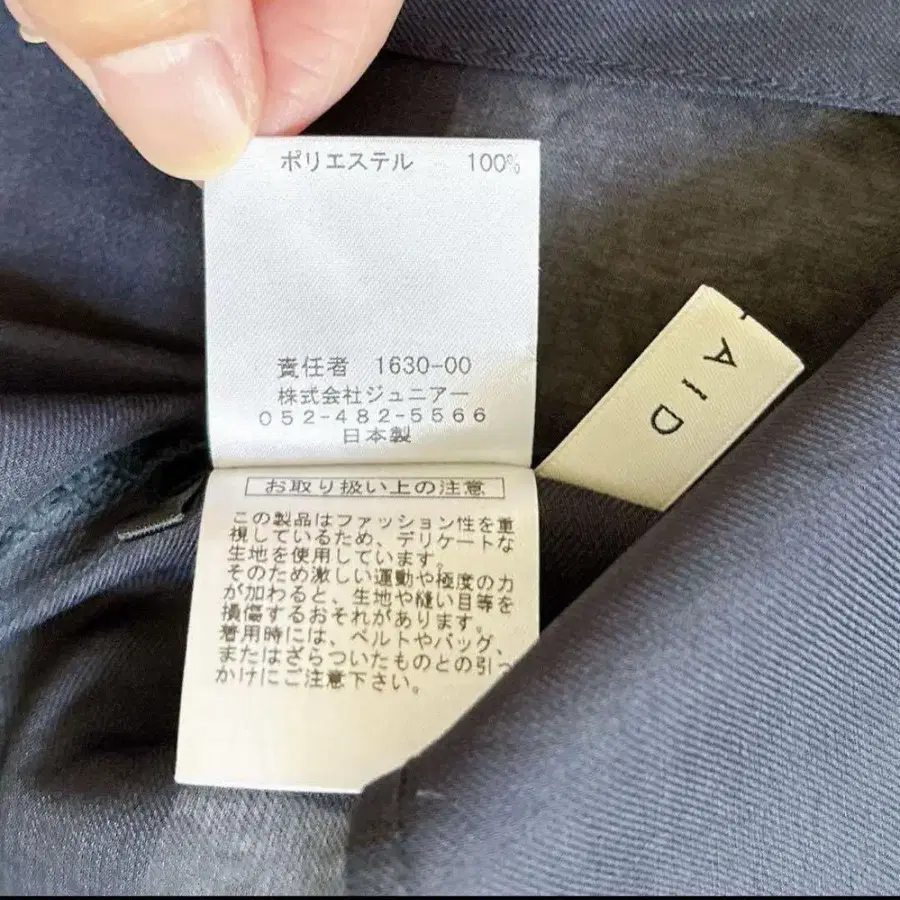 ポリエステル 100%
責任者 1630-00
株式会社ジュニアー
052-482-5566
日本製
お取り扱い上の注意
この製品はファッション性を重
視しているため、デリケートな
生地を使用しています。
そのため激しい運動や極度の力
が加わると、生地や縫い目等を
損傷するおそれがあります。
着用時には、ベルトやバッグ、
またはざらついたものとの引っ
かけにご注意下さい。
AID